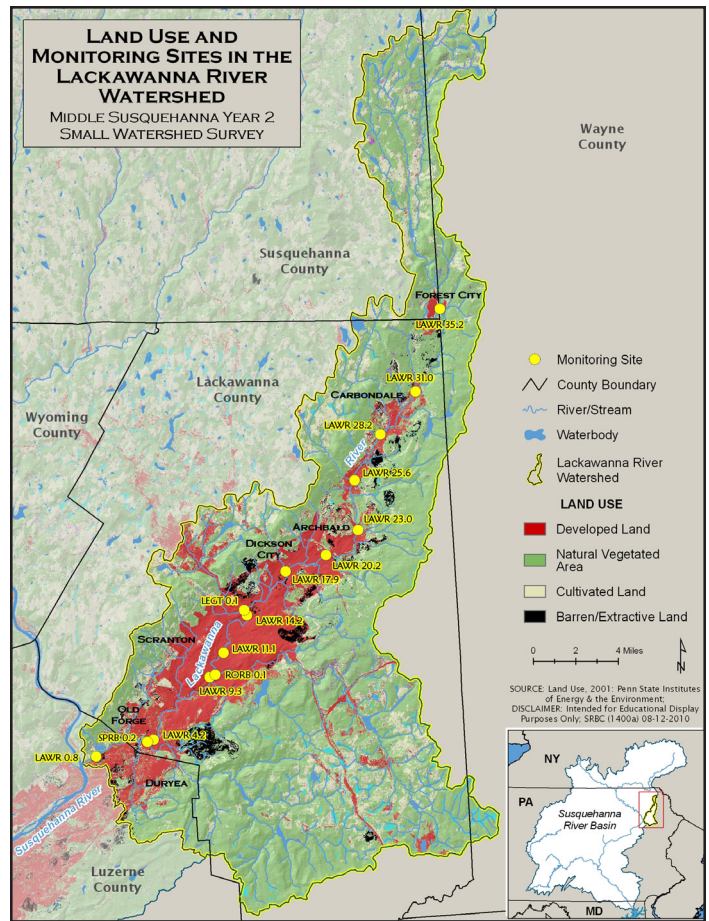 Land Use and
Monitoring Sites in the
Lackawanna River
Watershed
Middle Susquehanna Year 2
Small Watershed Survey
Wayne
County
Susquehanna
County
Forest City
LAWR 35.2
Lackawanna
County
Wyoming
County
LAWR 31.0
Carbondale
LAWR 28.2
River
LAWR 25.6
Archbald
LAWR 23.0
Dickson
City
LAWR 20.2
LAWR 17.9
LEGT 0.1
LAWR 14.2
Scranton
Lackawanna
LAWR 11.1
RORB 0.1
LAWR 9.3
Old
Forge
SPRB 0.2
LAWR 4.2
LAWR 0.8
Duryea
Susquehanna River
Luzerne
County
Monitoring Site
County Boundary
River/Stream
Waterbody
Lackawanna River
Watershed
LAND USE
Developed Land
Natural Vegetated
Area
Cultivated Land
Barren/Extractive Land
0 2 4 Miles
N
SOURCE: Land Use, 2001: Penn State Institutes
of Energy & the Environment;
DISCLAIMER: Intended for Educational Display
Purposes Only; SRBC (1400a) 08-12-2010
NY
PA
Susquehanna
River Basin
MD